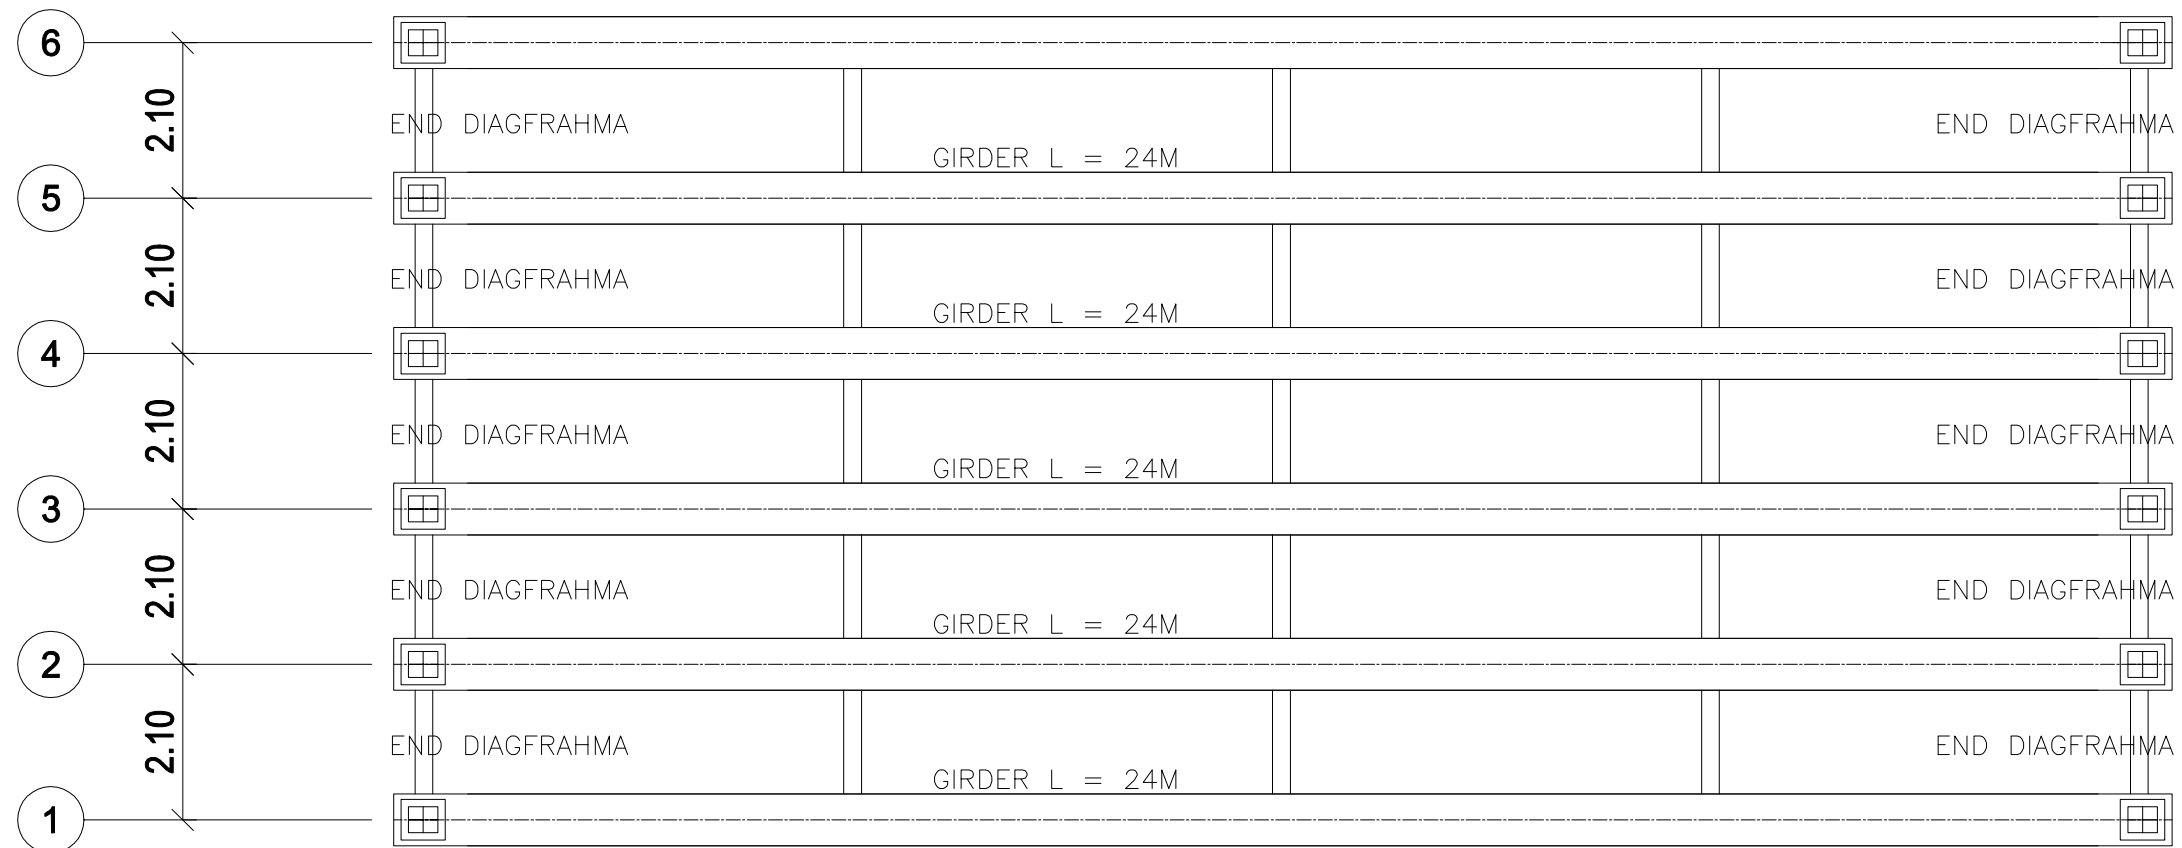 6
2.10
END DIAGFRAHMA
END DIAGFRAHMA
GIRDER L = 24M
5
2.10
END DIAGFRAHMA
END DIAGFRAHMA
GIRDER L = 24M
4
2.10
END DIAGFRAHMA
END DIAGFRAHMA
GIRDER L = 24M
3
2.10
END DIAGFRAHMA
END DIAGFRAHMA
GIRDER L = 24M
2
2.10
END DIAGFRAHMA
END DIAGFRAHMA
GIRDER L = 24M
1